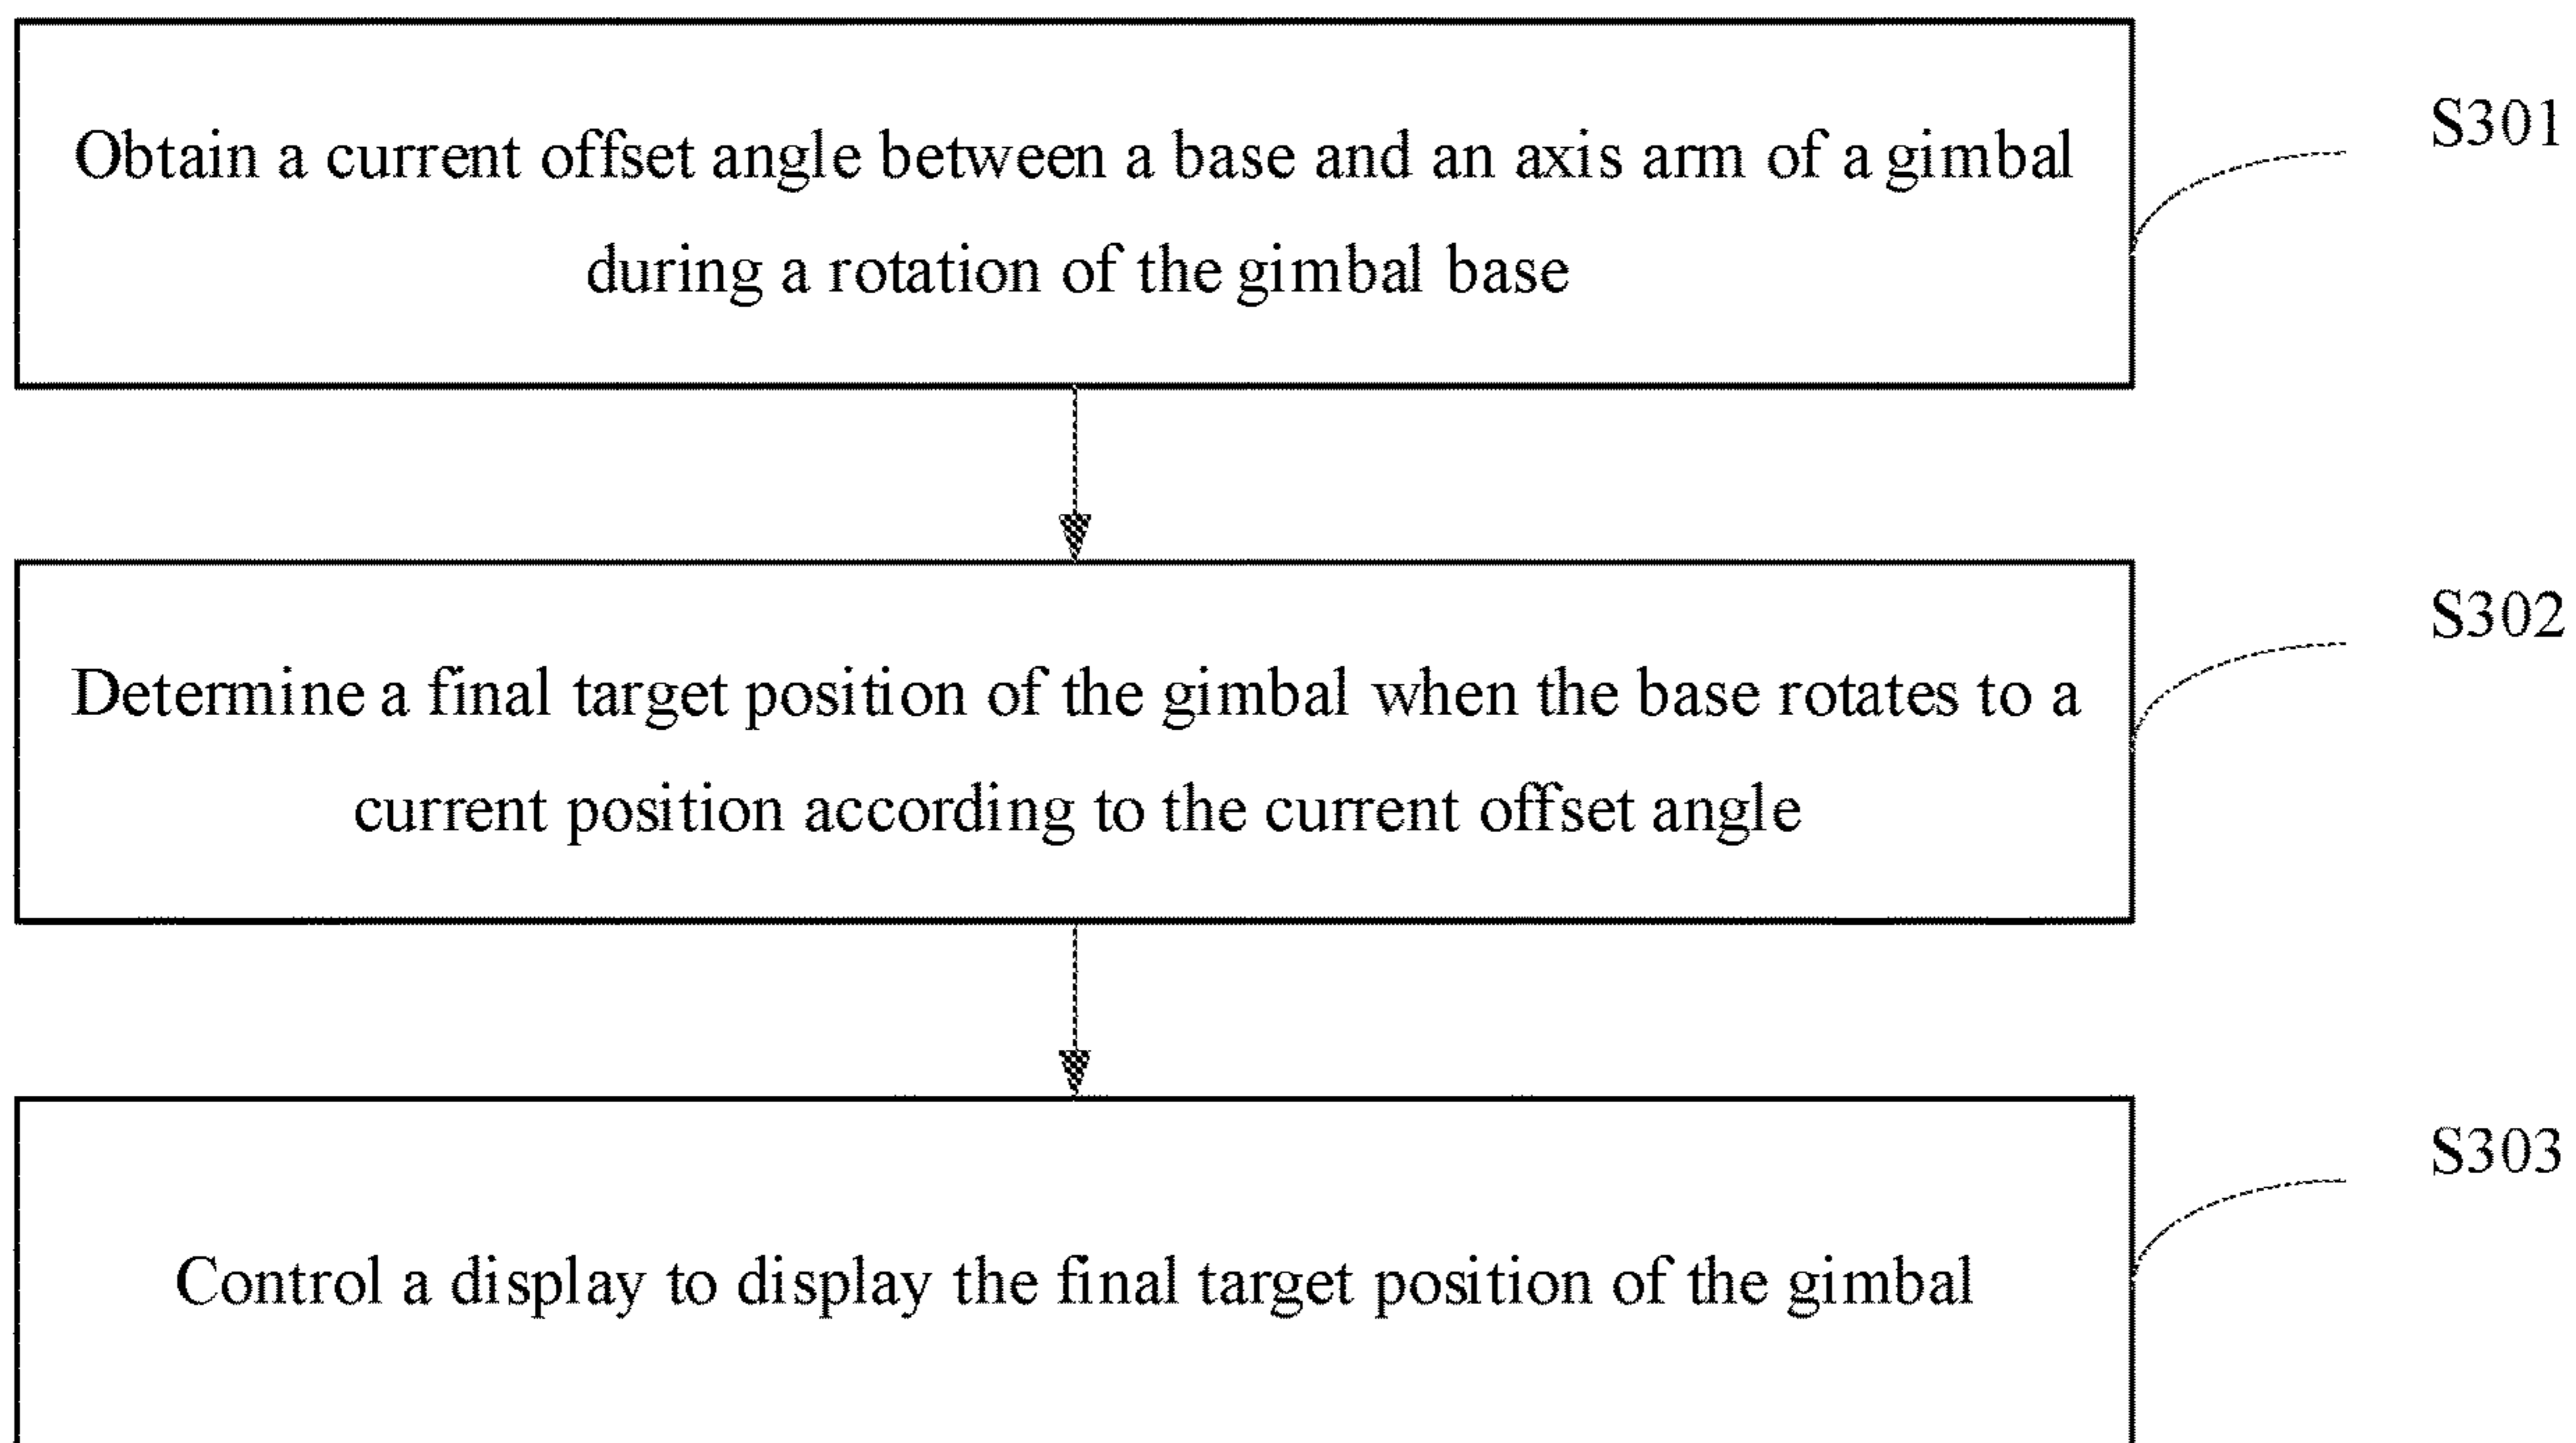 Obtain a current offset angle between a base and an axis arm of a gimbal
during a rotation of the gimbal base
S301
Determine a final target position of the gimbal when the base rotates to a
current position according to the current offset angle
S302
Control a display to display the final target position of the gimbal
S303